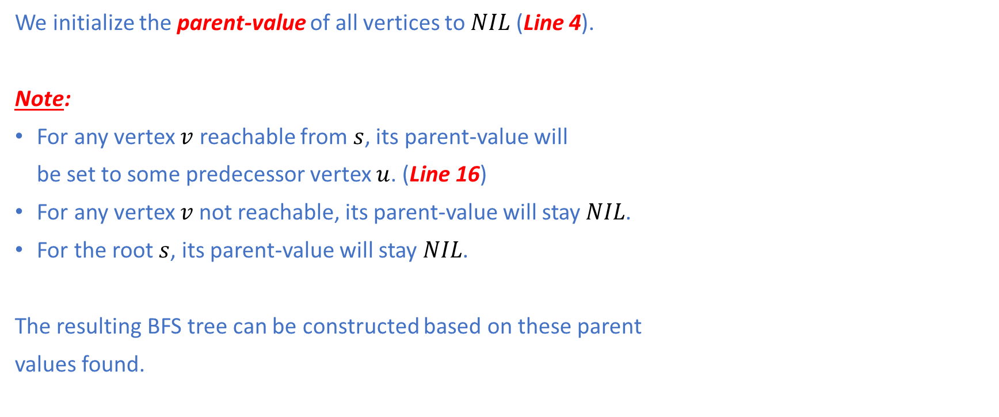 We initialize the parent-value of all vertices to NIL (Line 4).
Note:
• For any vertex v reachable from s, its parent-value will
be set to some predecessor vertex u. (Line 16)
• For any vertex v not reachable, its parent-value will stay NIL.
• For the root s, its parent-value will stay NIL.
The resulting BFS tree can be constructed based on these parent
values found.